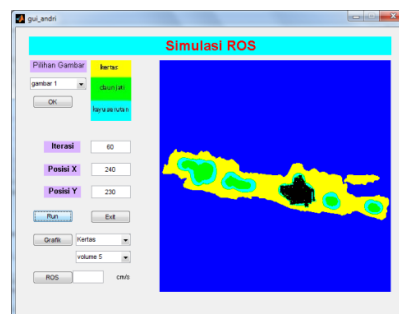 gui_andri
Simulasi ROS
Pilihan Gambar
kertas
gambar 1
daun jati
OK
kayu asutan
Iterasi
60
Posisi X
240
Posisi Y
230
Run
Exit
Grafik
Kertas
volume 5
ROS
cm/s